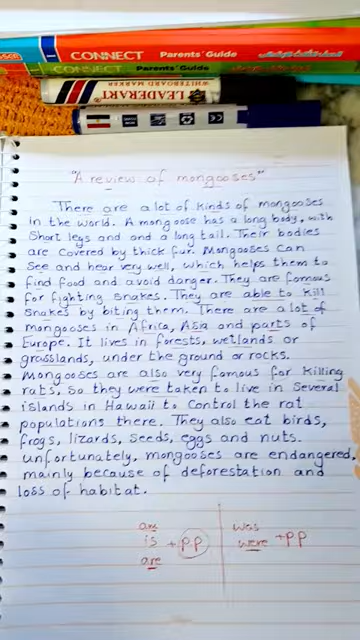 1 CONNECT Parents' Guide
CONNECT Parents' Guide
WHITEBOARD MARKER
LEADERART
"A review of mongooses"
There are a lot of kinds of mongooses
in the world. A mongoose has a long body, with
short legs and and a long tail. Their bodies
are covered by thick fur. Mongooses can
see and hear very well, which helps them to
find food and avoid danger. They are famous
for fighting snakes. They are able to kill
snakes by biting them. There are a lot of
mongooses in Africa, Asia and parts of
Europe. It lives in forests, wetlands or
grasslands, under the ground or rocks.
Mongooses are also very famous for killing
rats, so they were taken to live in several
islands in Hawaii to control the rat
populations there. They also eat birds,
frogs, lizards, seeds, eggs and nuts.
unfortunately, mongooses are endangered,
mainly because of deforestation and
loss of habitat.
am
is + p.p
are
was
were + pp